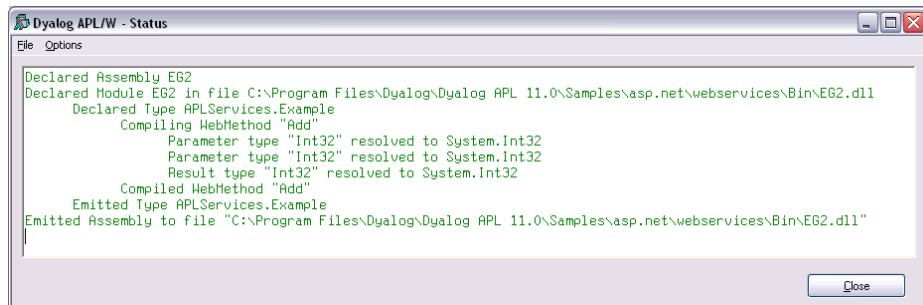 Dyalog APL/W - Status
File Options
Declared Assembly EG2
Declared Module EG2 in file C:\Program Files\Dyalog\Dyalog APL 11.0\Samples\asp.net\webservices\Bin\EG2.dll
Declared Type APLServices.Example
Compiling WebMethod "Add"
Parameter type "Int32" resolved to System.Int32
Parameter type "Int32" resolved to System.Int32
Result type "Int32" resolved to System.Int32
Compiled WebMethod "Add"
Emitted Type APLServices.Example
Emitted Assembly to file "C:\Program Files\Dyalog\Dyalog APL 11.0\Samples\asp.net\webservices\Bin\EG2.dll"
Close